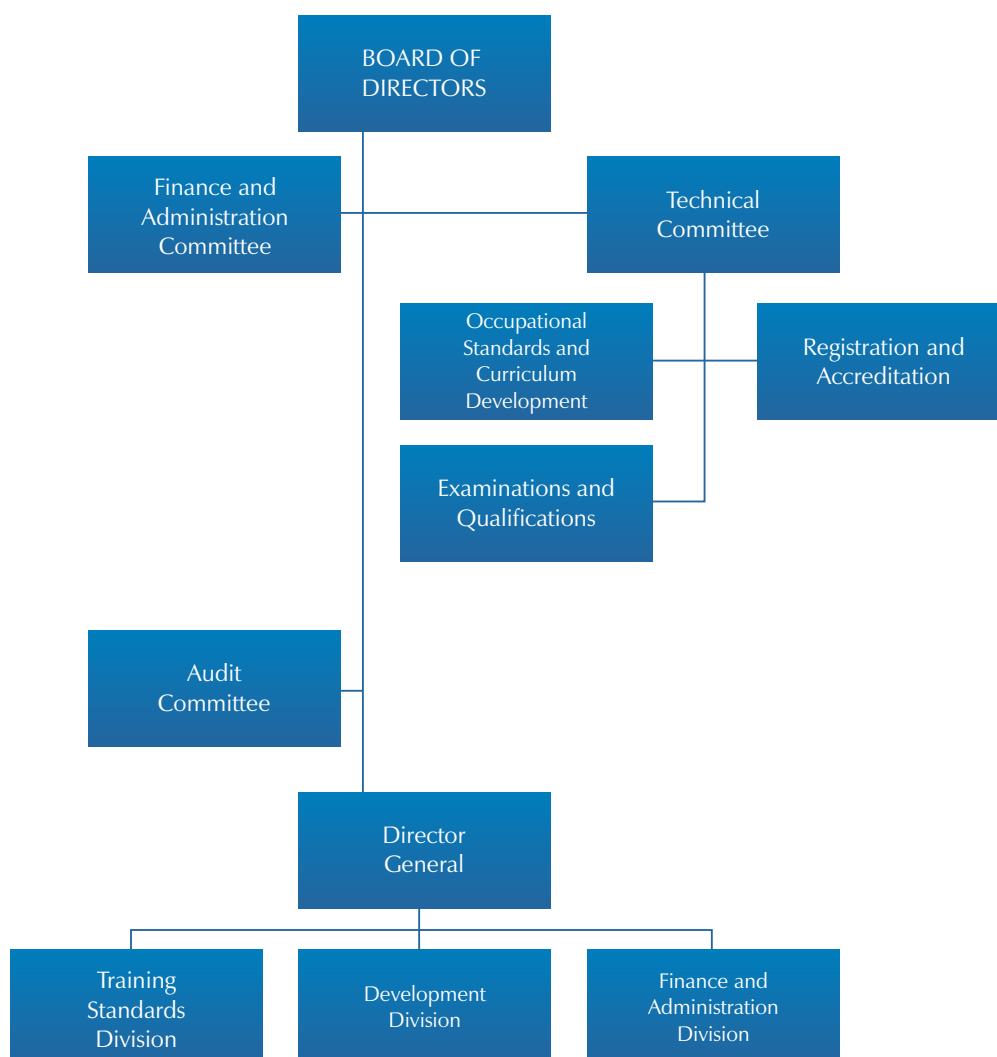 BOARD OF
DIRECTORS
Finance and
Administration
Committee
Technical
Committee
Occupational
Standards and
Curriculum
Development
Registration and
Accreditation
Examinations and
Qualifications
Audit
Committee
Director
General
Training
Standards
Division
Development
Division
Finance and
Administration
Division